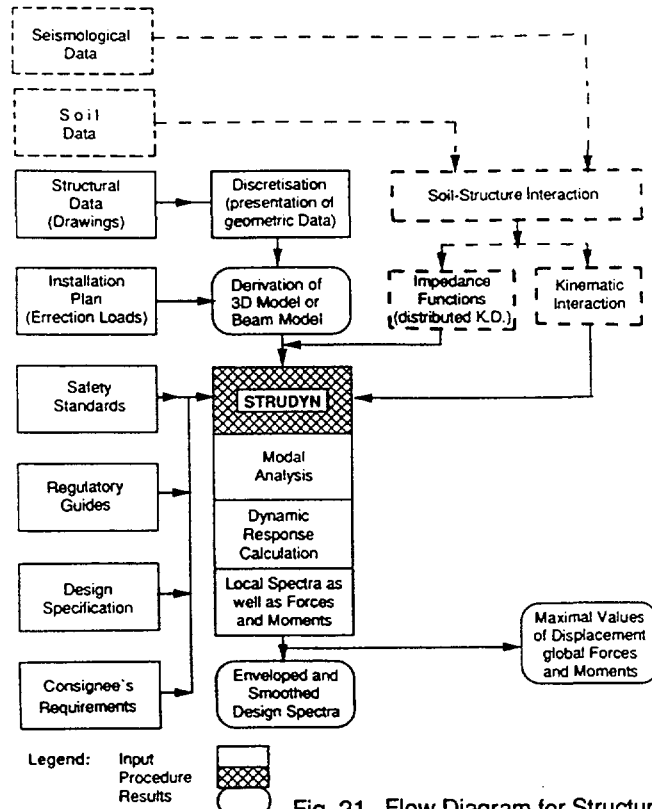 Seismological
Data
S o i l
Data
Structural
Data
(Drawings)
Discretisation
(presentation of
geometric Data)
Soil-Structure Interaction
Installation
Plan
(Errection Loads)
Derivation of
3D Model or
Beam Model
Impedance
Functions
(distributed K.D.)
Kinematic
Interaction
Safety
Standards
STRUDYN
Regulatory
Guides
Modal
Analysis
Dynamic
Response
Calculation
Design
Specification
Local Spectra as
well as Forces
and Moments
Maximal Values
of Displacement
global Forces
and Moments
Consignee`s
Requirements
Enveloped and
Smoothed
Design Spectra
Legend: Input
Procedure
Results
Fig. 21 Flow Diagram for Structur